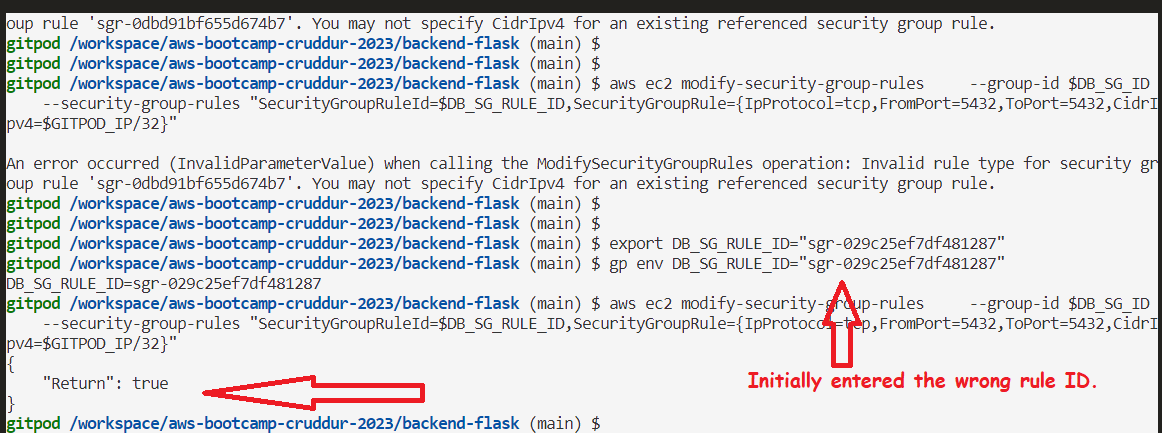 oup rule 'sgr-0dbd91bf655d674b7'. You may not specify CidrIpv4 for an existing referenced security group rule.
gitpod /workspace/aws-bootcamp-cruddur-2023/backend-flask (main) $
gitpod /workspace/aws-bootcamp-cruddur-2023/backend-flask (main) $
gitpod /workspace/aws-bootcamp-cruddur-2023/backend-flask (main) $ aws ec2 modify-security-group-rules     --group-id $DB_SG_ID
    --security-group-rules "SecurityGroupRuleId=$DB_SG_RULE_ID,SecurityGroupRule={IpProtocol=tcp,FromPort=5432,ToPort=5432,CidrI
pv4=$GITPOD_IP/32}"
An error occurred (InvalidParameterValue) when calling the ModifySecurityGroupRules operation: Invalid rule type for security gr
oup rule 'sgr-0dbd91bf655d674b7'. You may not specify CidrIpv4 for an existing referenced security group rule.
gitpod /workspace/aws-bootcamp-cruddur-2023/backend-flask (main) $
gitpod /workspace/aws-bootcamp-cruddur-2023/backend-flask (main) $
gitpod /workspace/aws-bootcamp-cruddur-2023/backend-flask (main) $ export DB_SG_RULE_ID="sgr-029c25ef7df481287"
gitpod /workspace/aws-bootcamp-cruddur-2023/backend-flask (main) $ gp env DB_SG_RULE_ID="sgr-029c25ef7df481287"
DB_SG_RULE_ID=sgr-029c25ef7df481287
gitpod /workspace/aws-bootcamp-cruddur-2023/backend-flask (main) $ aws ec2 modify-security-group-rules     --group-id $DB_SG_ID
    --security-group-rules "SecurityGroupRuleId=$DB_SG_RULE_ID,SecurityGroupRule={IpProtocol=tcp,FromPort=5432,ToPort=5432,CidrI
pv4=$GITPOD_IP/32}"
{
    "Return": true
Initially entered the wrong rule ID.
}
gitpod /workspace/aws-bootcamp-cruddur-2023/backend-flask (main) $